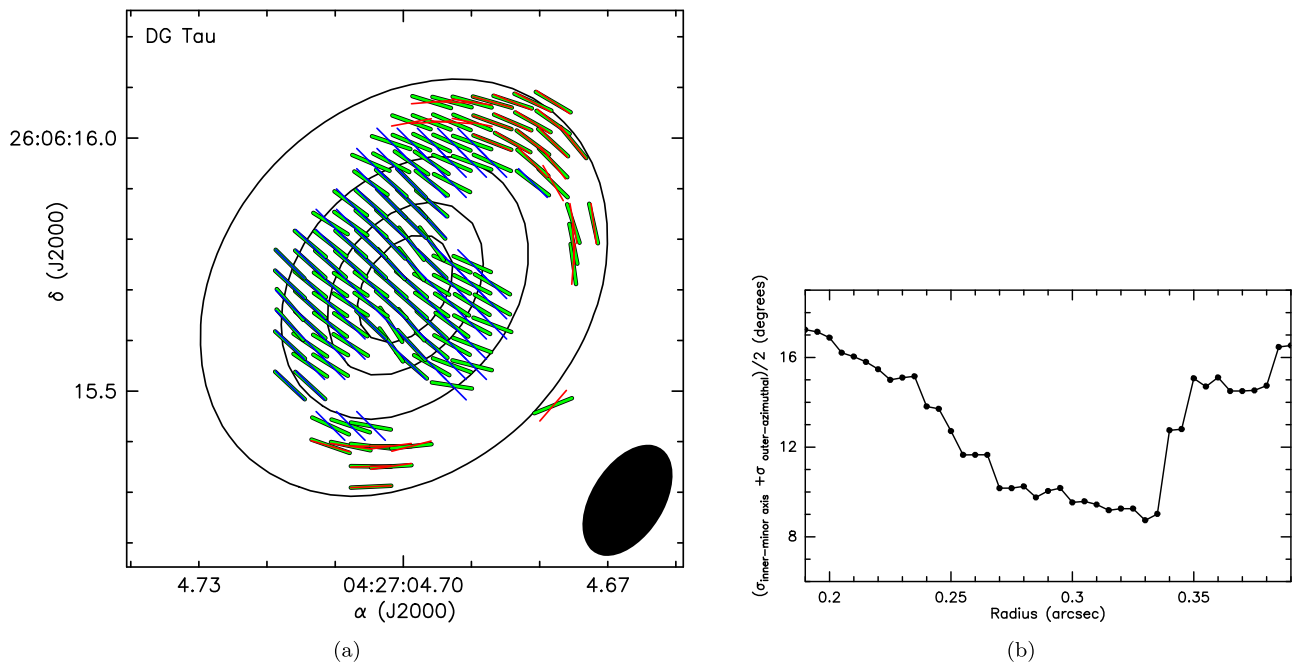 DG Tau
26:06:16.0
δ (J2000)
15.5
4.73 04:27:04.70 4.67
α (J2000)
(a)
(σinner−minor axis +σ outer−azimuthal)/2 (degrees)
16
12
8
0.2 0.25 0.3 0.35
Radius (arcsec)
(b)